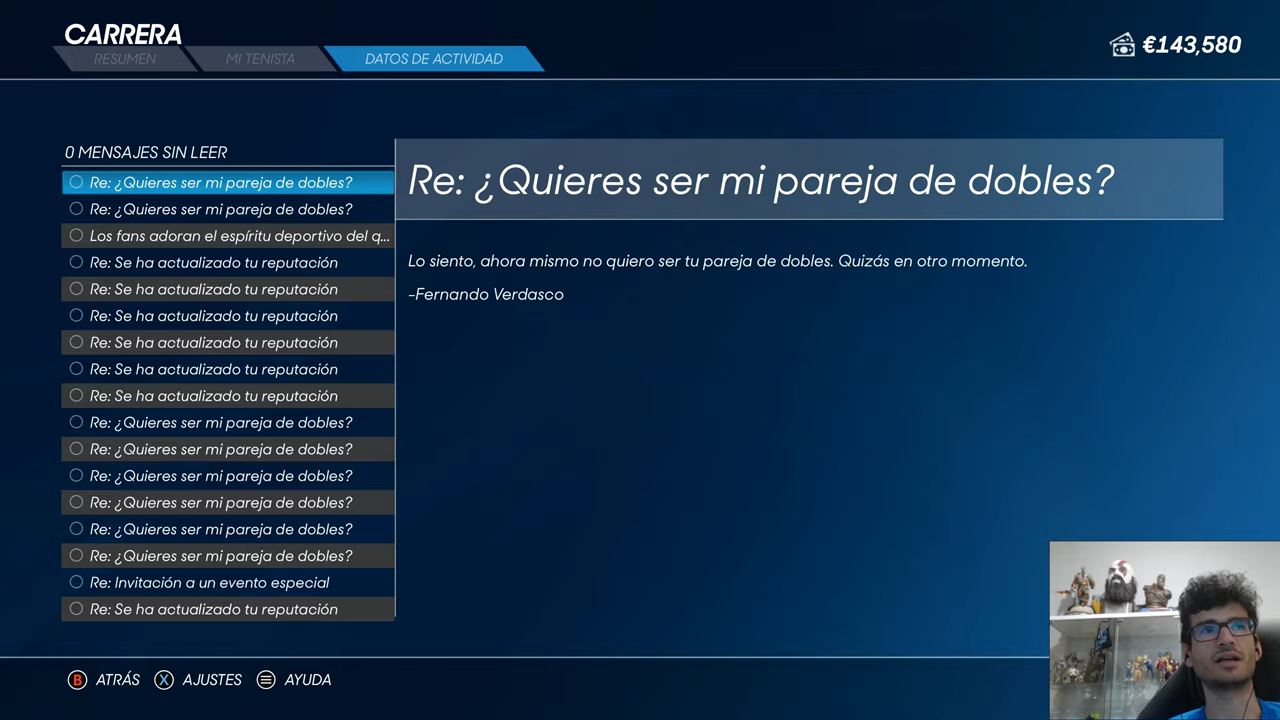 CARRERA
RESUMEN
MI TENISTA
DATOS DE ACTIVIDAD
€143,580
0 MENSAJES SIN LEER
Re: ¿Quieres ser mi pareja de dobles?
Re: ¿Quieres ser mi pareja de dobles?
Los fans adoran el espíritu deportivo del q...
Re: Se ha actualizado tu reputación
Re: Se ha actualizado tu reputación
Re: Se ha actualizado tu reputación
Re: Se ha actualizado tu reputación
Re: Se ha actualizado tu reputación
Re: Se ha actualizado tu reputación
Re: ¿Quieres ser mi pareja de dobles?
Re: ¿Quieres ser mi pareja de dobles?
Re: ¿Quieres ser mi pareja de dobles?
Re: ¿Quieres ser mi pareja de dobles?
Re: ¿Quieres ser mi pareja de dobles?
Re: ¿Quieres ser mi pareja de dobles?
Re: Invitación a un evento especial
Re: Se ha actualizado tu reputación
Re: ¿Quieres ser mi pareja de dobles?
Lo siento, ahora mismo no quiero ser tu pareja de dobles. Quizás en otro momento.
-Fernando Verdasco
B ATRÁS
X AJUSTES
AYUDA